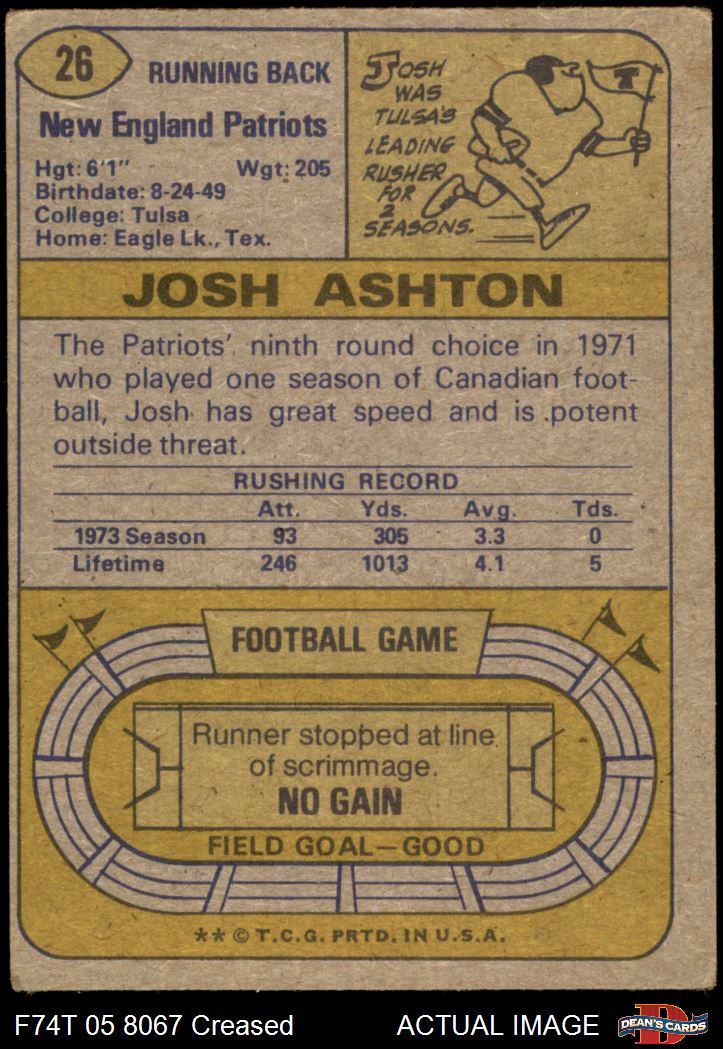 26
RUNNING BACK
New England Patriots
Hgt: 6'1" Wgt: 205
Birthdate: 8-24-49
College: Tulsa
Home: Eagle Lk., Tex.
JOSH
WAS
TULSA'S
LEADING
RUSHER
FOR
2
SEASONS.
T
JOSH ASHTON
The Patriots' ninth round choice in 1971
who played one season of Canadian foot-
ball, Josh has great speed and is potent
outside threat.
RUSHING RECORD
Att. Yds. Avg. Tds.
1973 Season 93 305 3.3 0
Lifetime 246 1013 4.1 5
FOOTBALL GAME
Runner stopped at line
of scrimmage.
NO GAIN
FIELD GOAL—GOOD
** © T.C.G. PRTD. IN U.S.A.
F74T 05 8067 Creased ACTUAL IMAGE
D
DEAN'S CARDS